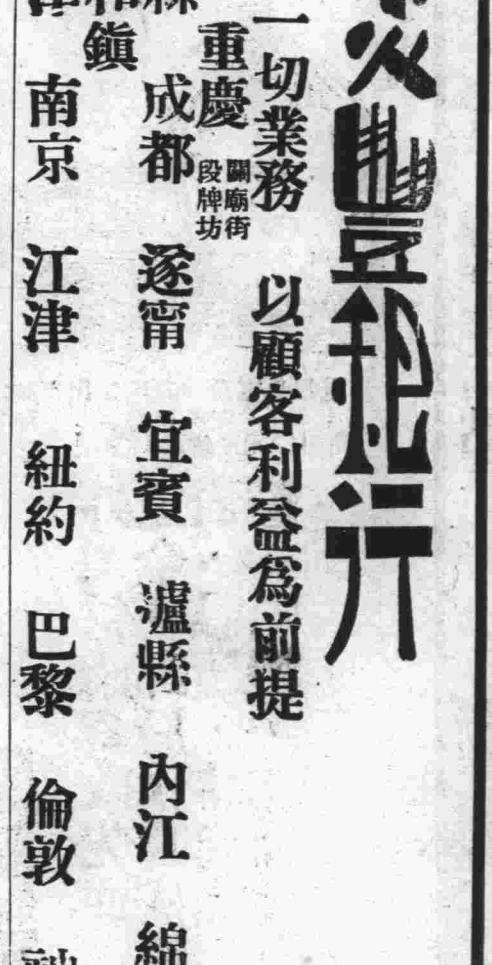 豐銀行
一切業務 以顧客利益為前提
重慶 關廟街
段牌坊
成都 遂甯 宜賓 瀘縣 內江 綿
鎮
南京 江津 紐約 巴黎 倫敦